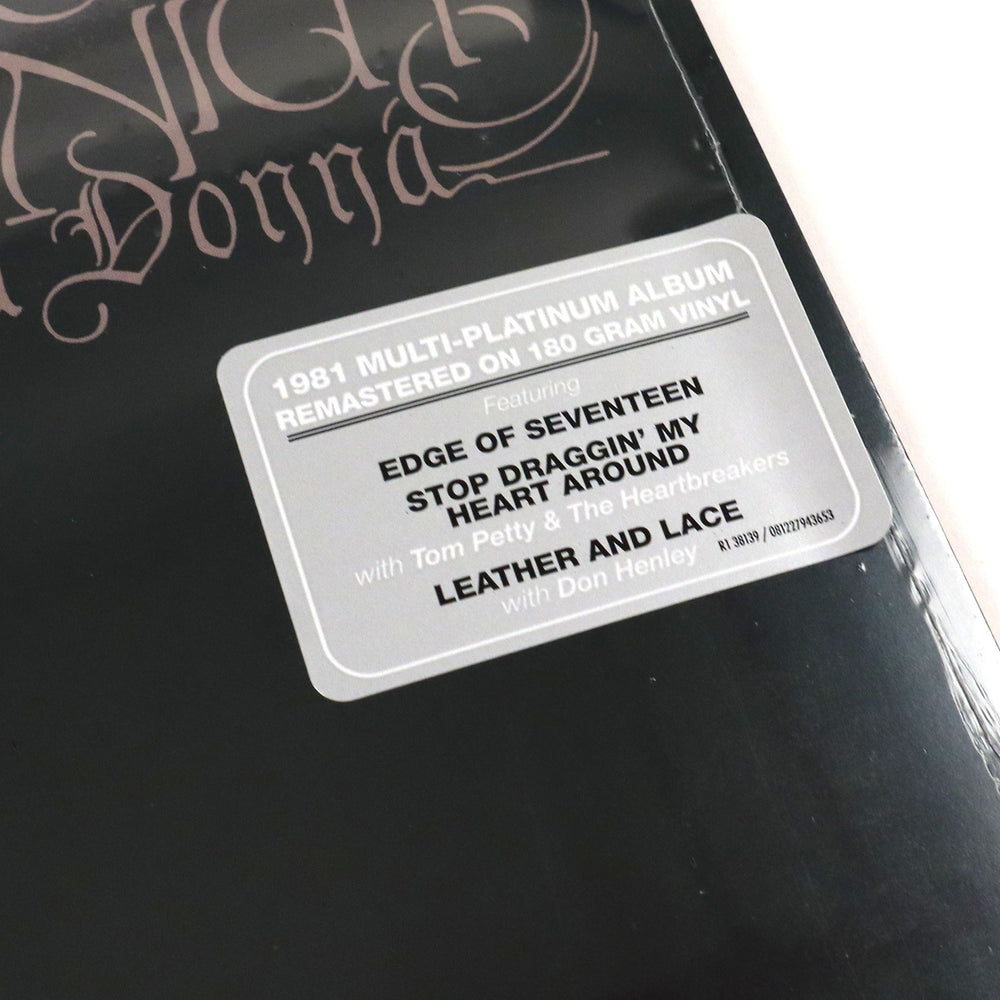 Donna
1981 MULTI-PLATINUM ALBUM
REMASTERED ON 180 GRAM VINYL
Featuring
EDGE OF SEVENTEEN
STOP DRAGGIN' MY
HEART AROUND
with Tom Petty & The Heartbreakers
LEATHER AND LACE
with Don Henley
R1 38139 / 081227943653